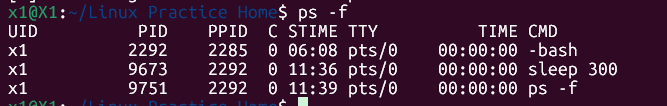 x1@X1:~/Linux Practice Home$ ps -f
UID          PID    PPID  C STIME TTY          TIME CMD
x1          2292    2285  0 06:08 pts/0    00:00:00 -bash
x1          9673    2292  0 11:36 pts/0    00:00:00 sleep 300
x1          9751    2292  0 11:39 pts/0    00:00:00 ps -f
x1@X1:~/Linux Practice Home$